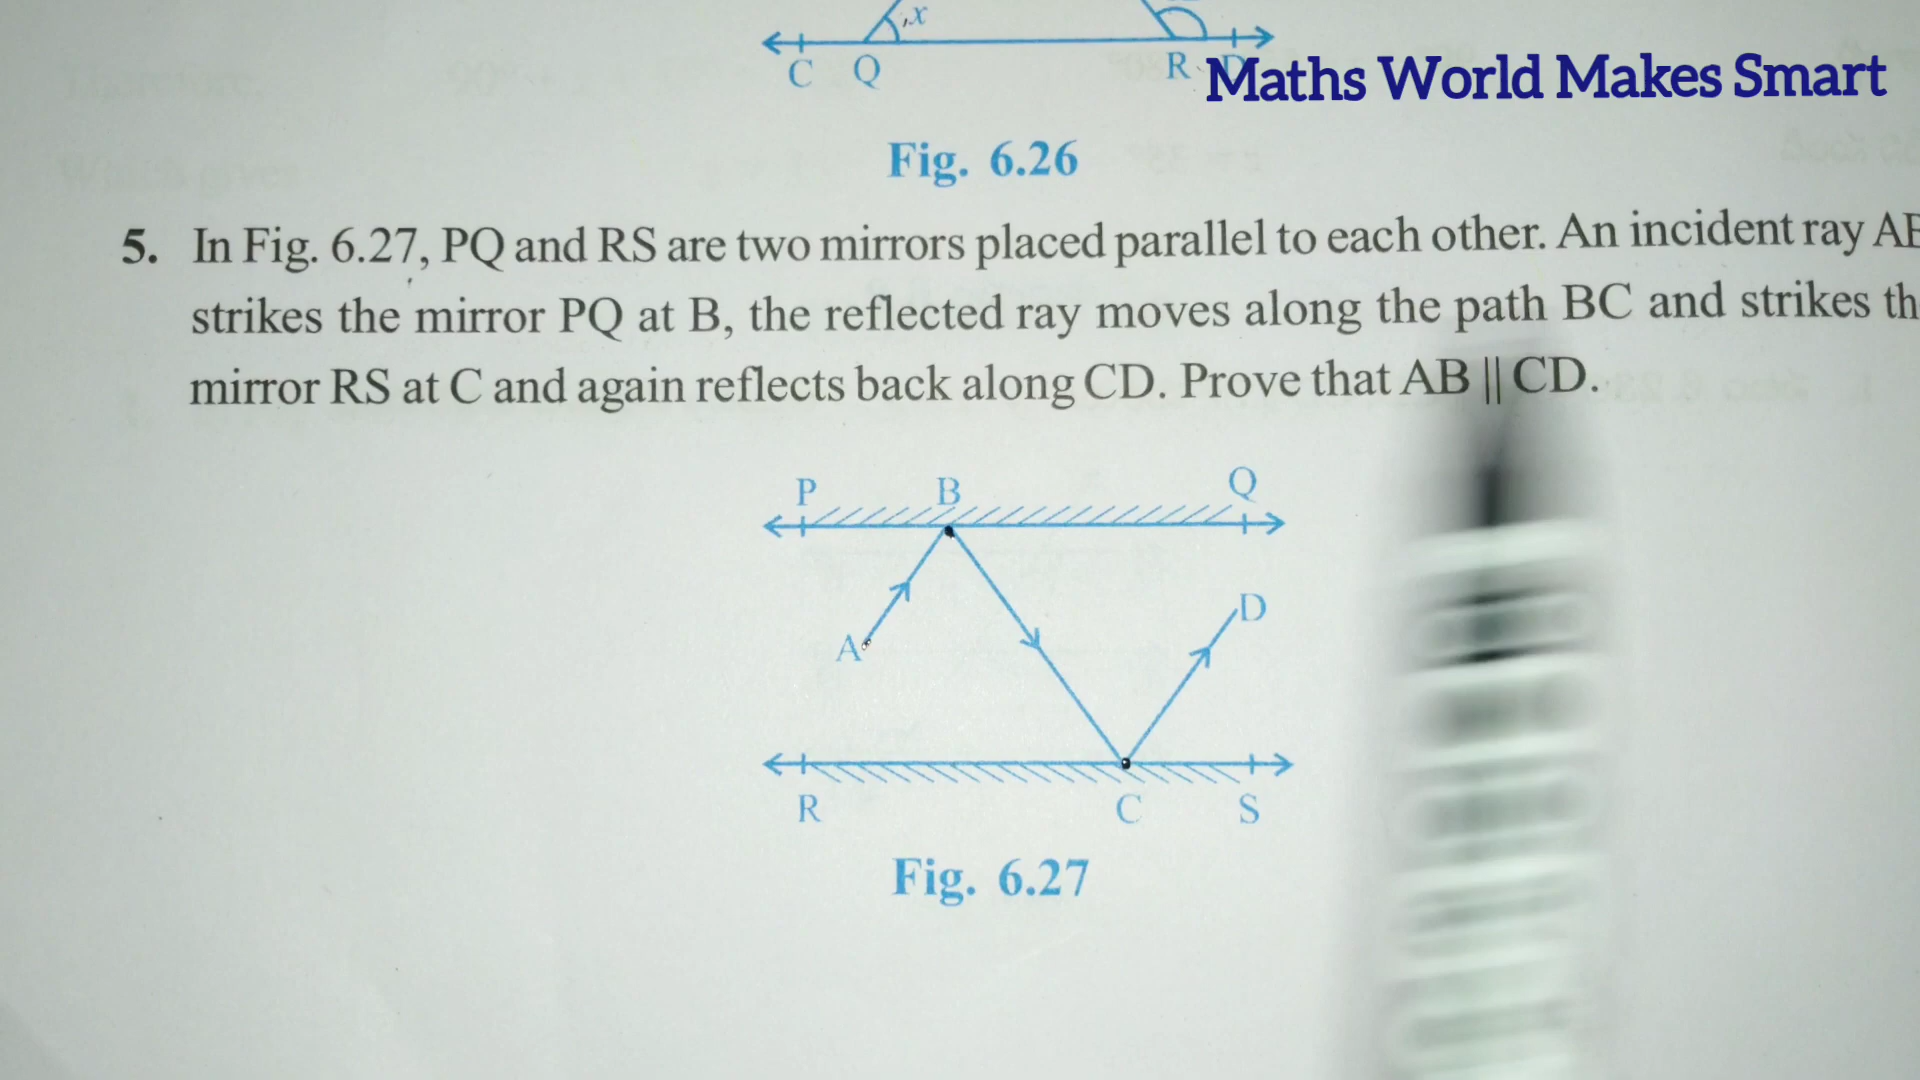 x
C Q R
Maths World Makes Smart
Fig. 6.26
5. In Fig. 6.27, PQ and RS are two mirrors placed parallel to each other. An incident ray
strikes the mirror PQ at B, the reflected ray moves along the path BC and strikes
mirror RS at C and again reflects back along CD. Prove that AB || CD.
P B Q
D
A
R C S
Fig. 6.27